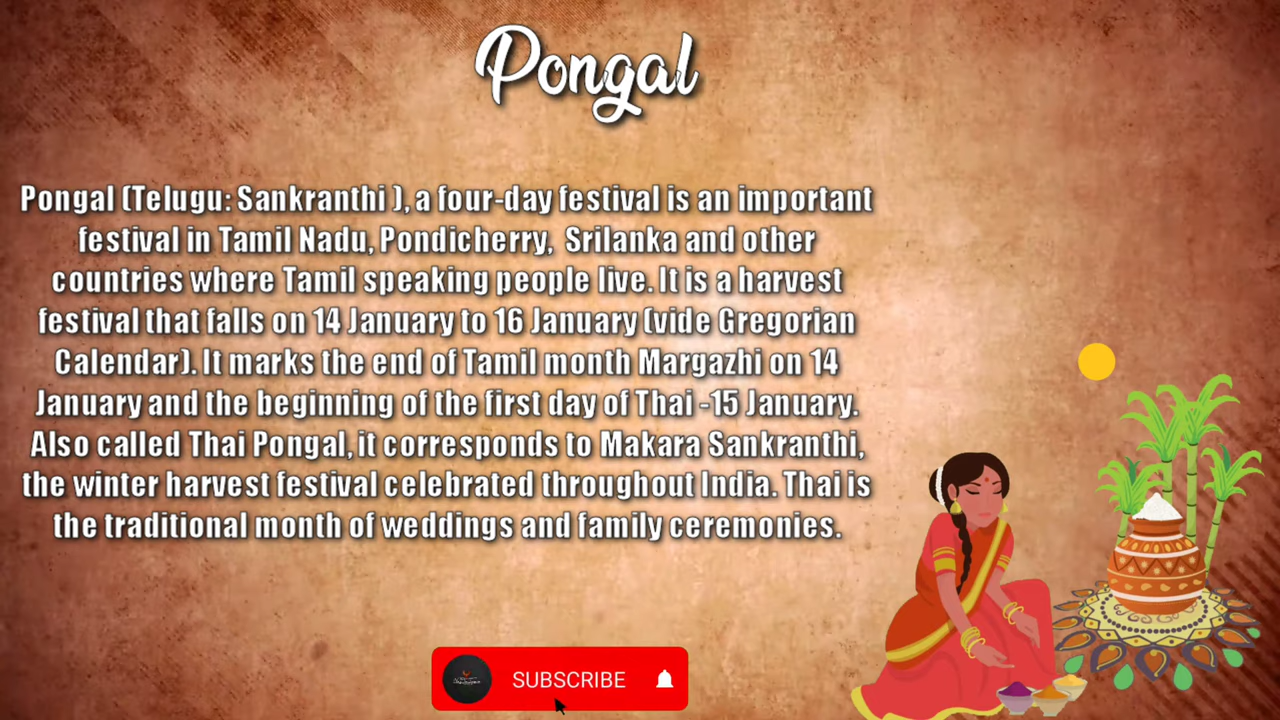 Pongal
Pongal (Telugu: Sankranthi ), a four-day festival is an important
festival in Tamil Nadu, Pondicherry, Srilanka and other
countries where Tamil speaking people live. It is a harvest
festival that falls on 14 January to 16 January (vide Gregorian
Calendar). It marks the end of Tamil month Margazhi on 14
January and the beginning of the first day of Thai -15 January.
Also called Thai Pongal, it corresponds to Makara Sankranthi,
the winter harvest festival celebrated throughout India. Thai is
the traditional month of weddings and family ceremonies.
SUBSCRIBE